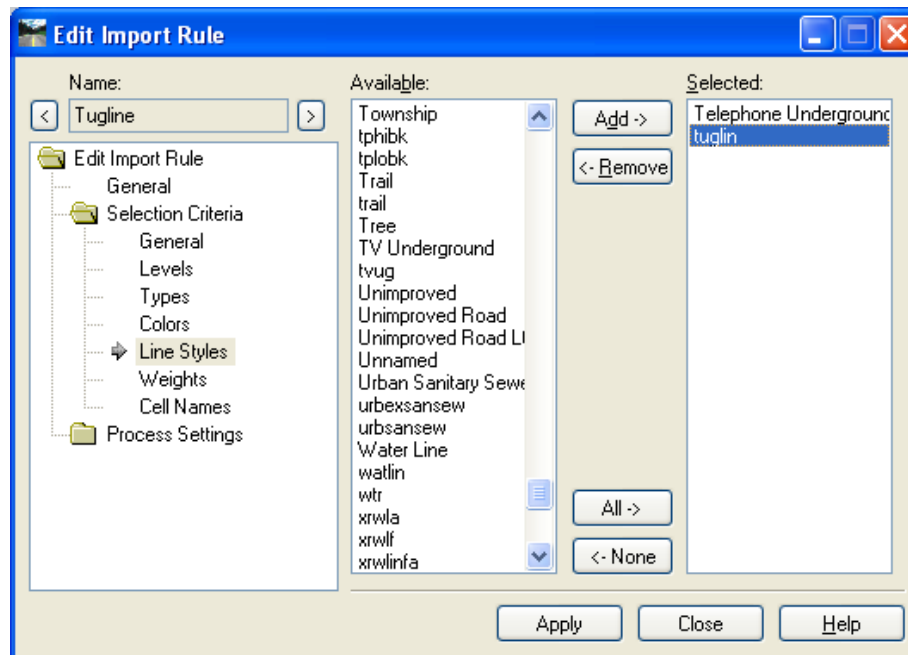 Edit Import Rule
Name:
< Tugline >
Edit Import Rule
General
Selection Criteria
General
Levels
Types
Colors
Line Styles
Weights
Cell Names
Process Settings
Available:
Township
tphibk
tplobk
Trail
trail
Tree
TV Underground
tvug
Unimproved
Unimproved Road
Unimproved Road L
Unnamed
Urban Sanitary Sewe
urbexsansew
urbsansew
Water Line
watlin
wtr
xrwla
xrwlf
xrwlinfa
Add ->
<- Remove
All ->
<- None
Selected:
Telephone Underground
tuglin
Apply
Close
Help